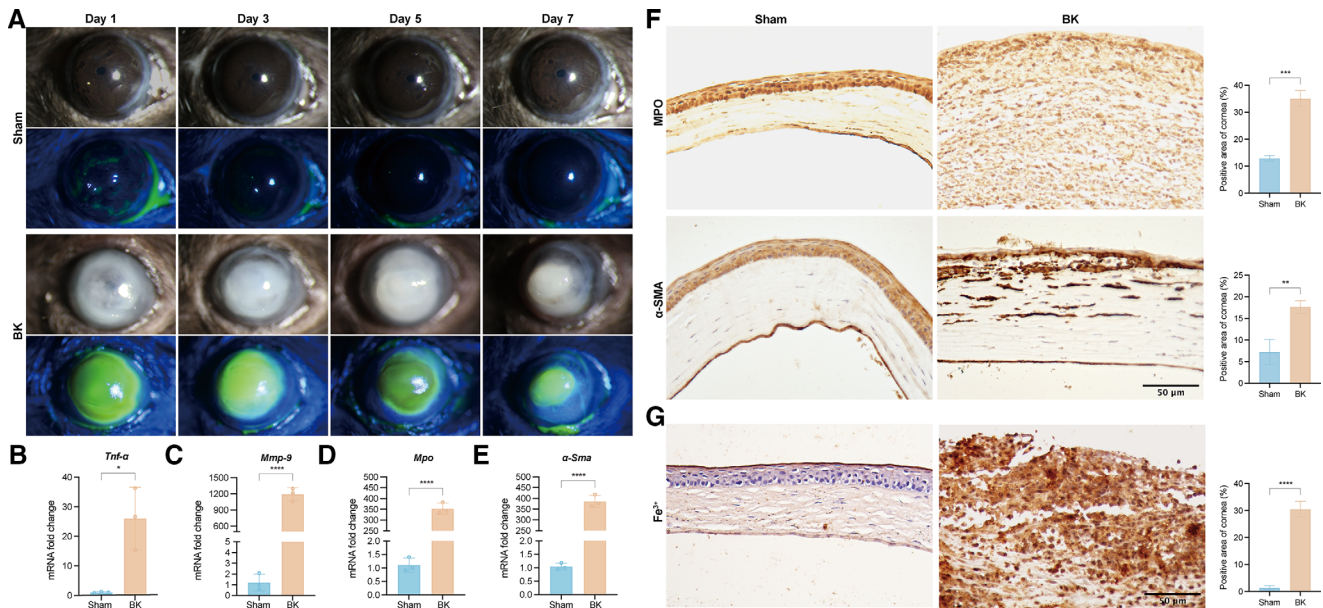 A
Day 1
Day 3
Day 5
Day 7
Sham
BK
B
Tnf-α
*
mRNA fold change
40
30
20
10
0
Sham
BK
C
Mmp-9
****
mRNA fold change
1500
1200
900
600
300
5
4
3
2
1
0
Sham
BK
D
Mpo
****
mRNA fold change
500
450
400
350
300
250
2.0
1.5
1.0
0.5
0.0
Sham
BK
E
α-Sma
****
mRNA fold change
500
450
400
350
300
250
2.0
1.5
1.0
0.5
0.0
Sham
BK
F
Sham
BK
MPO
***
Positive area of cornea (%)
40
30
20
10
0
Sham
BK
α-SMA
50 μm
**
Positive area of cornea (%)
25
20
15
10
5
0
Sham
BK
G
Fe³⁺
50 μm
****
Positive area of cornea (%)
40
30
20
10
0
Sham
BK